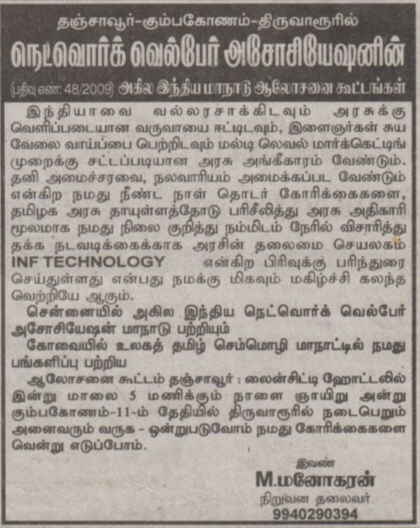 தஞ்சாவூர்-கும்பகோணம்-திருவாரூரில்
நெட்வொர்க் வெல்பேர் அசோசியேஷனின்
(பதிவு எண்: 48/2009) அகில இந்திய மாநாடு ஆலோசனை கூட்டங்கள்
இந்தியாவை வல்லரசாக்கிடவும் அரசுக்கு
வெளிப்படையான வருவாயை ஈட்டிடவும், இளைஞர்கள் சுய
வேலை வாய்ப்பை பெற்றிடவும் மல்டி லெவல் மார்க்கெட்டிங்
முறைக்கு சட்டப்படியான அரசு அங்கீகாரம் வேண்டும்.
தனி அமைச்சரவை, நலவாரியம் அமைக்கப்பட வேண்டும்
என்கிற நமது நீண்ட நாள் தொடர் கோரிக்கைகளை,
தமிழக அரசு தாயுள்ளத்தோடு பரிசீலித்து அரசு அதிகாரி
மூலமாக நமது நிலை குறித்து நம்மிடம் நேரில் விசாரித்து
தக்க நடவடிக்கைக்காக அரசின் தலைமை செயலகம்
INF TECHNOLOGY என்கிற பிரிவுக்கு பரிந்துரை
செய்துள்ளது என்பது நமக்கு மிகவும் மகிழ்ச்சி கலந்த
வெற்றியே ஆகும்.
சென்னையில் அகில இந்திய நெட்வொர்க் வெல்பேர்
அசோசியேஷன் மாநாடு பற்றியும்
கோவையில் உலகத் தமிழ் செம்மொழி மாநாட்டில் நமது
பங்களிப்பு பற்றிய
ஆலோசனை கூட்டம் தஞ்சாவூர் : லைன்சிட்டி ஹோட்டலில்
இன்று மாலை 5 மணிக்கும் நாளை ஞாயிறு அன்று
கும்பகோணம்-11-ம் தேதியில் திருவாரூரில் நடைபெறும்
அனைவரும் வருக - ஒன்றுபடுவோம் நமது கோரிக்கைகளை
வென்று எடுப்போம்.
இவண்
M.மனோகரன்
நிறுவன தலைவர்
9940290394